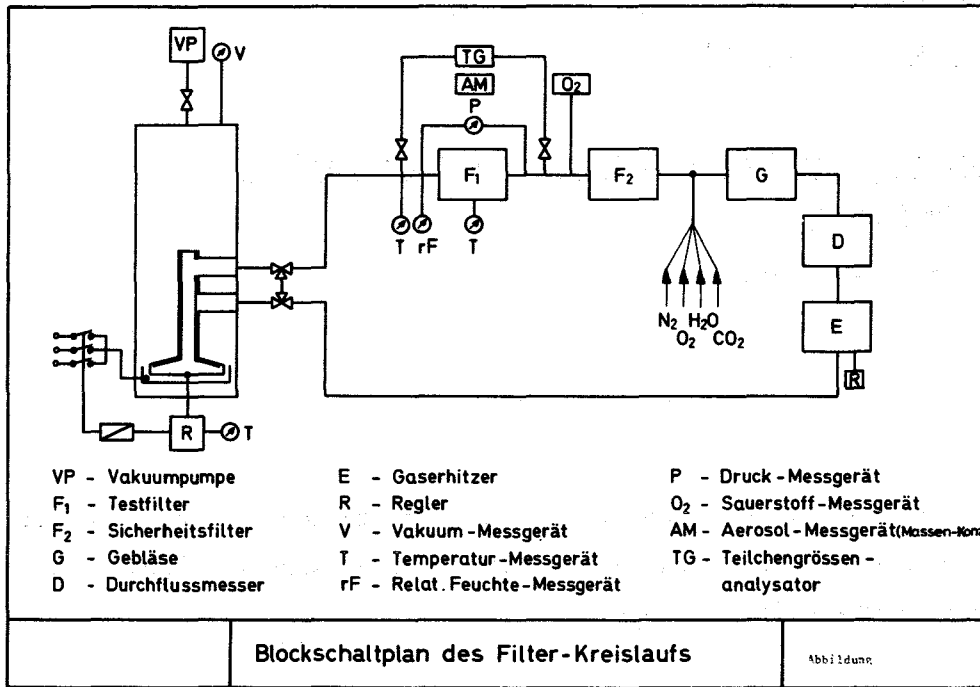 VP
V
TG
AM
O₂
P
F₁
F₂
G
T
rF
T
D
N₂
H₂O
O₂
CO₂
E
R
R
T
VP - Vakuumpumpe
F₁ - Testfilter
F₂ - Sicherheitsfilter
G - Gebläse
D - Durchflussmesser
E - Gaserhitzer
R - Regler
V - Vakuum-Messgerät
T - Temperatur-Messgerät
rF - Relat. Feuchte-Messgerät
P - Druck-Messgerät
O₂ - Sauerstoff-Messgerät
AM - Aerosol-Messgerät(Massen-Konz
TG - Teilchengrössen-
analysator
Blockschaltplan des Filter-Kreislaufs
Abbildung